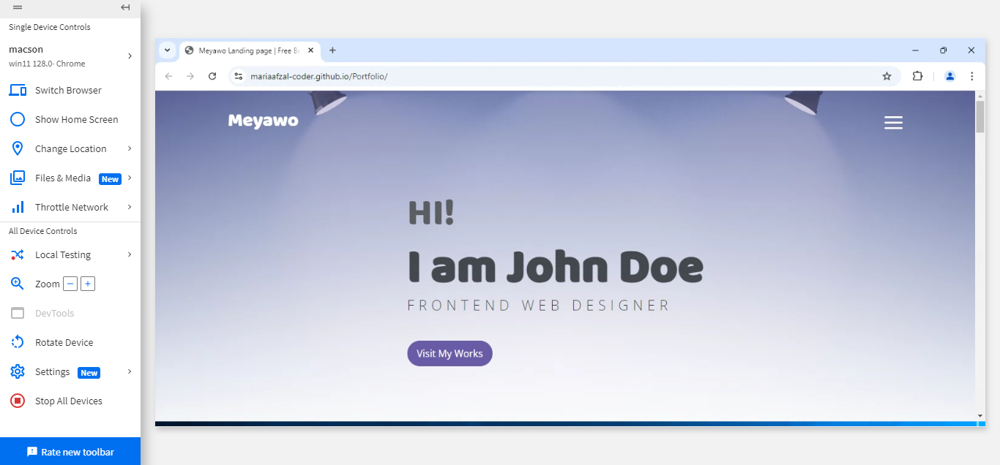 Single Device Controls
macson
win11 128.0- Chrome
Switch Browser
Show Home Screen
Change Location
Files & Media New
Throttle Network
All Device Controls
Local Testing
Zoom
DevTools
Rotate Device
Settings New
Stop All Devices
Rate new toolbar
Meyawo Landing page | Free Bo
mariaafzal-coder.github.io/Portfolio/
Meyawo
HI!
I am John Doe
FRONTEND WEB DESIGNER
Visit My Works